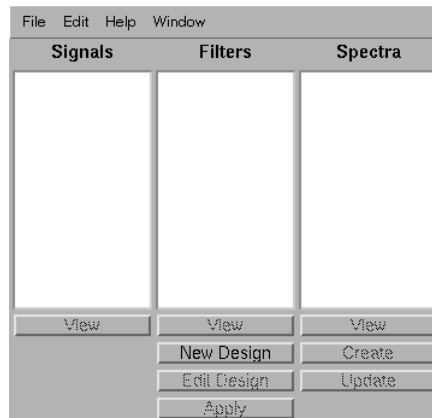 File Edit Help Window
Signals Filters Spectra
View View View
New Design Create
Edit Design Update
Apply